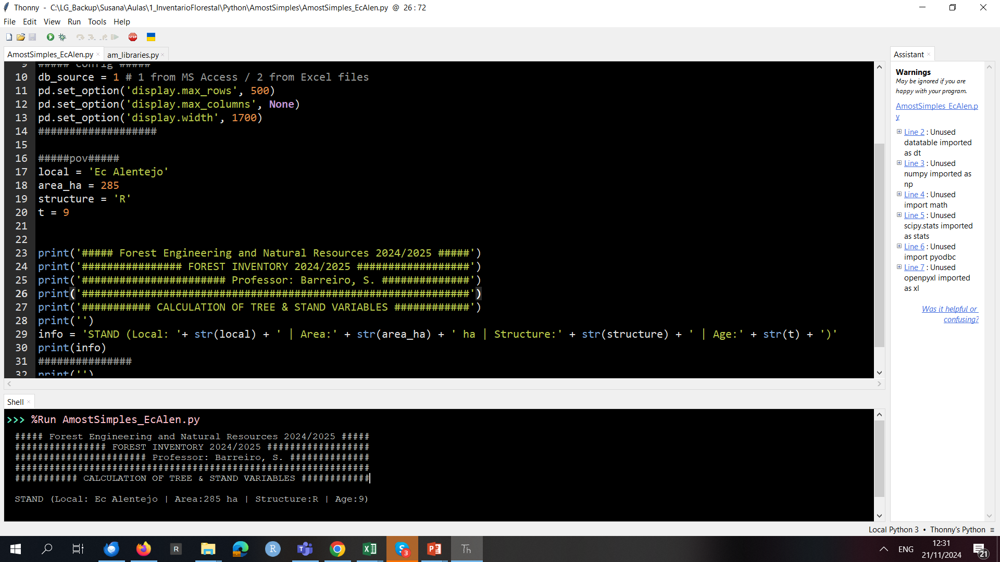 Thonny - C:\LG_Backup\Susana\Aulas\1_InventarioFlorestal\Python\AmostSimples\AmostSimples_EcAlen.py @ 26 : 72
File Edit View Run Tools Help
STOP
AmostSimples_EcAlen.py × am_libraries.py ×
9 ##### Config #####
10 db_source = 1 # 1 from MS Access / 2 from Excel files
11 pd.set_option('display.max_rows', 500)
12 pd.set_option('display.max_columns', None)
13 pd.set_option('display.width', 1700)
14 ###################
15
16 #####pov#####
17 local = 'Ec Alentejo'
18 area_ha = 285
19 structure = 'R'
20 t = 9
21
22
23 print('##### Forest Engineering and Natural Resources 2024/2025 #####')
24 print('################ FOREST INVENTORY 2024/2025 ##################')
25 print('####################### Professor: Barreiro, S. ##############')
26 print('##############################################################')
27 print('########### CALCULATION OF TREE & STAND VARIABLES ############')
28 print('')
29 info = 'STAND (Local: '+ str(local) + ' | Area:' + str(area_ha) + ' ha | Structure:' + str(structure) + ' | Age:' + str(t) + ')'
30 print(info)
31 ###############
32 print('')
Shell ×
>>> %Run AmostSimples_EcAlen.py
##### Forest Engineering and Natural Resources 2024/2025 #####
################ FOREST INVENTORY 2024/2025 ##################
####################### Professor: Barreiro, S. ##############
##############################################################
########### CALCULATION OF TREE & STAND VARIABLES ############
STAND (Local: Ec Alentejo | Area:285 ha | Structure:R | Age:9)
Assistant ×
Warnings
May be ignored if you are
happy with your program.
AmostSimples_EcAlen.p
y
Line 2 : Unused
datatable imported
as dt
Line 3 : Unused
numpy imported as
np
Line 4 : Unused
import math
Line 5 : Unused
scipy.stats imported
as stats
Line 6 : Unused
import pyodbc
Line 7 : Unused
openpyxl imported
as xl
Was it helpful or
confusing?
Local Python 3 • Thonny's Python ≡
R
R
T
X
S 3
P
Th
ENG
12:31
21/11/2024
21